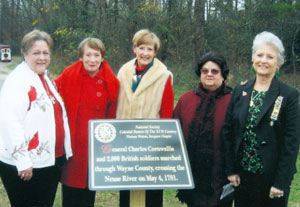 National Society
Colonial Dames of the XVII Century
General Charles Cornwallis
and 2,000 British soldiers marched
through Wayne County, crossing the
Neuse River on May 4, 1781.